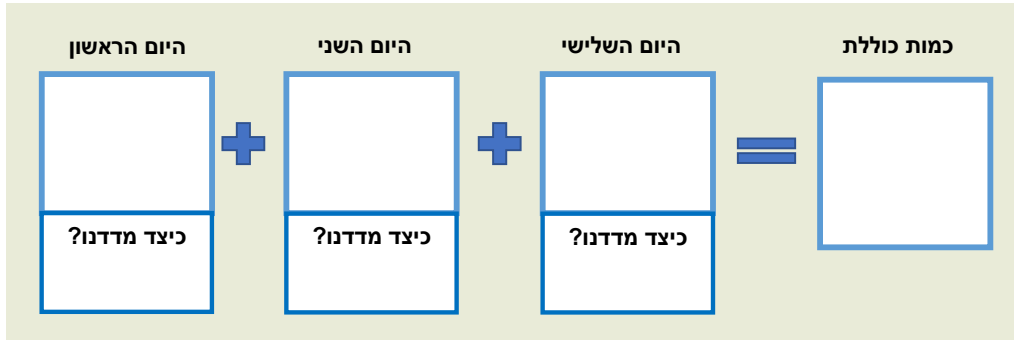 היום הראשון
היום השני
היום השלישי
כמות כוללת
כיצד מדדנו?
כיצד מדדנו?
כיצד מדדנו?